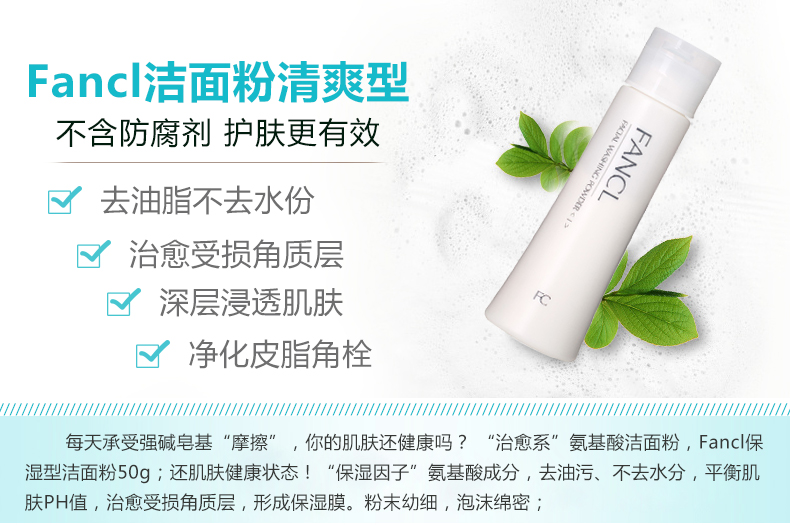 Fancl洁面粉清爽型
不含防腐剂 护肤更有效
去油脂不去水份
治愈受损角质层
深层浸透肌肤
净化皮脂角栓
FANCL
FACIAL WASHING POWDER < I >
FC
每天承受强碱皂基“摩擦”，你的肌肤还健康吗？ “治愈系”氨基酸洁面粉，Fancl保
湿型洁面粉50g；还肌肤健康状态！“保湿因子”氨基酸成分，去油污、不去水分，平衡肌
肤PH值，治愈受损角质层，形成保湿膜。粉末幼细，泡沫绵密；